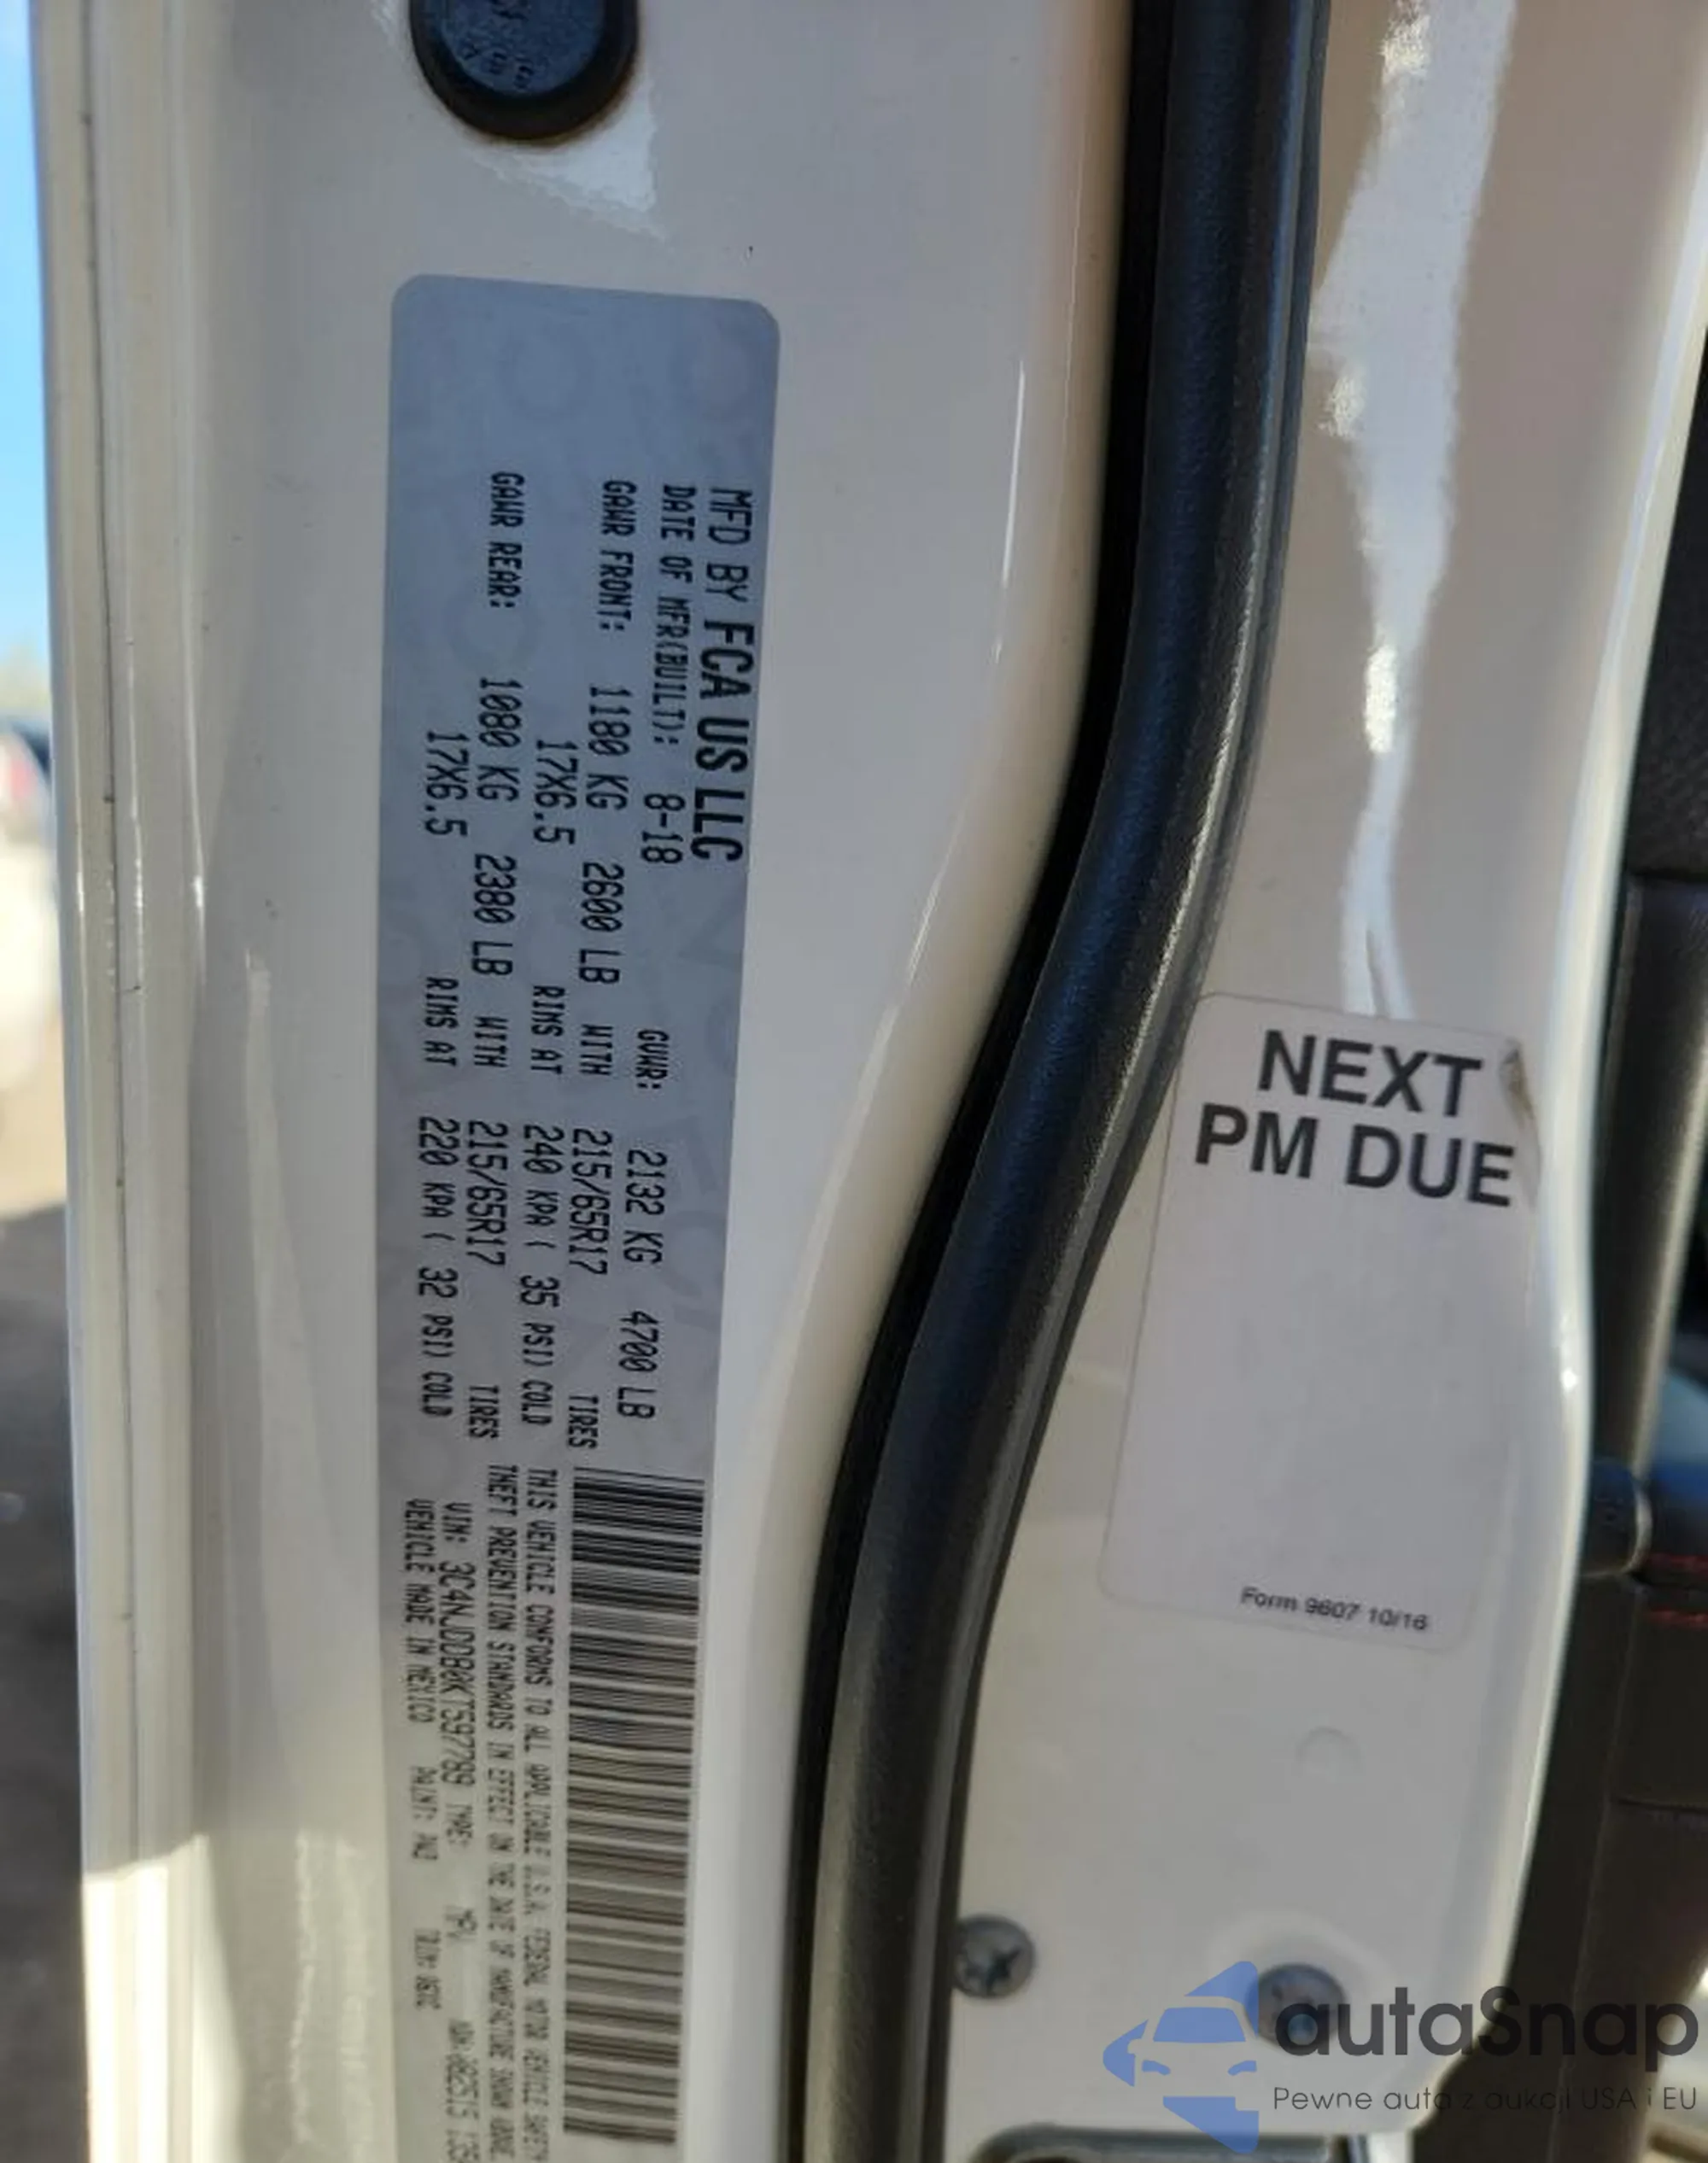 MFD BY FCA US LLC
DATE OF MFR(BUILT): 8-18 GVWR: 2132 KG 4700 LB
GAWR FRONT: 1180 KG 2600 LB WITH 215/65R17 TIRES
17X6.5 RIMS AT 240 KPA ( 35 PSI) COLD
GAWR REAR: 1080 KG 2380 LB WITH 215/65R17 TIRES
17X6.5 RIMS AT 220 KPA ( 32 PSI) COLD
THIS VEHICLE CONFORMS TO ALL APPLICABLE U.S.A. FEDERAL MOTOR VEHICLE SAFETY
THEFT PREVENTION STANDARDS IN EFFECT ON THE DATE OF MANUFACTURE SHOWN ABOVE.
VIN: 3C4NJDDB0KT597789 TYPE: MPV
VEHICLE MADE IN MEXICO PAINT: PW3 TRIM:
NEXT
PM DUE
Form 9607 10/16
autaSnap
Pewne auta z aukcji USA i EU